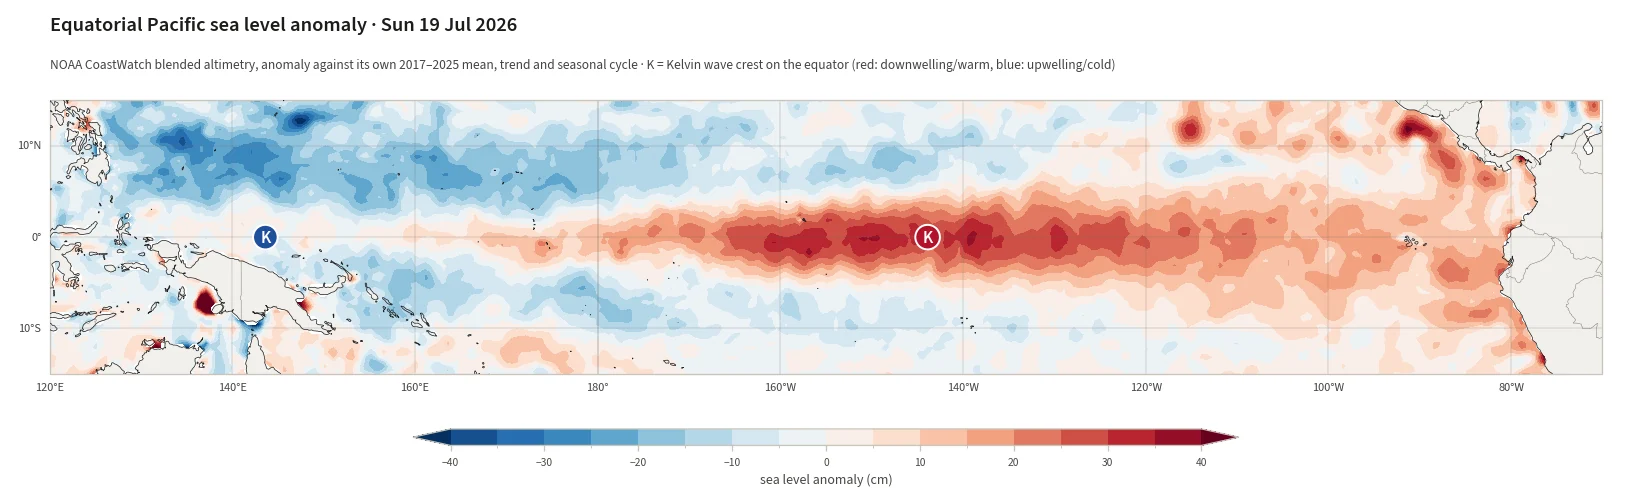 Equatorial Pacific sea level anomaly · Sun 19 Jul 2026
NOAA CoastWatch blended altimetry, anomaly against its own 2017–2025 mean, trend and seasonal cycle · K = Kelvin wave crest on the equator (red: downwelling/warm, blue: upwelling/cold)
10°N
0°
K
K
10°S
120°E 140°E 160°E 180° 160°W 140°W 120°W 100°W 80°W
−40 −30 −20 −10 0 10 20 30 40
sea level anomaly (cm)